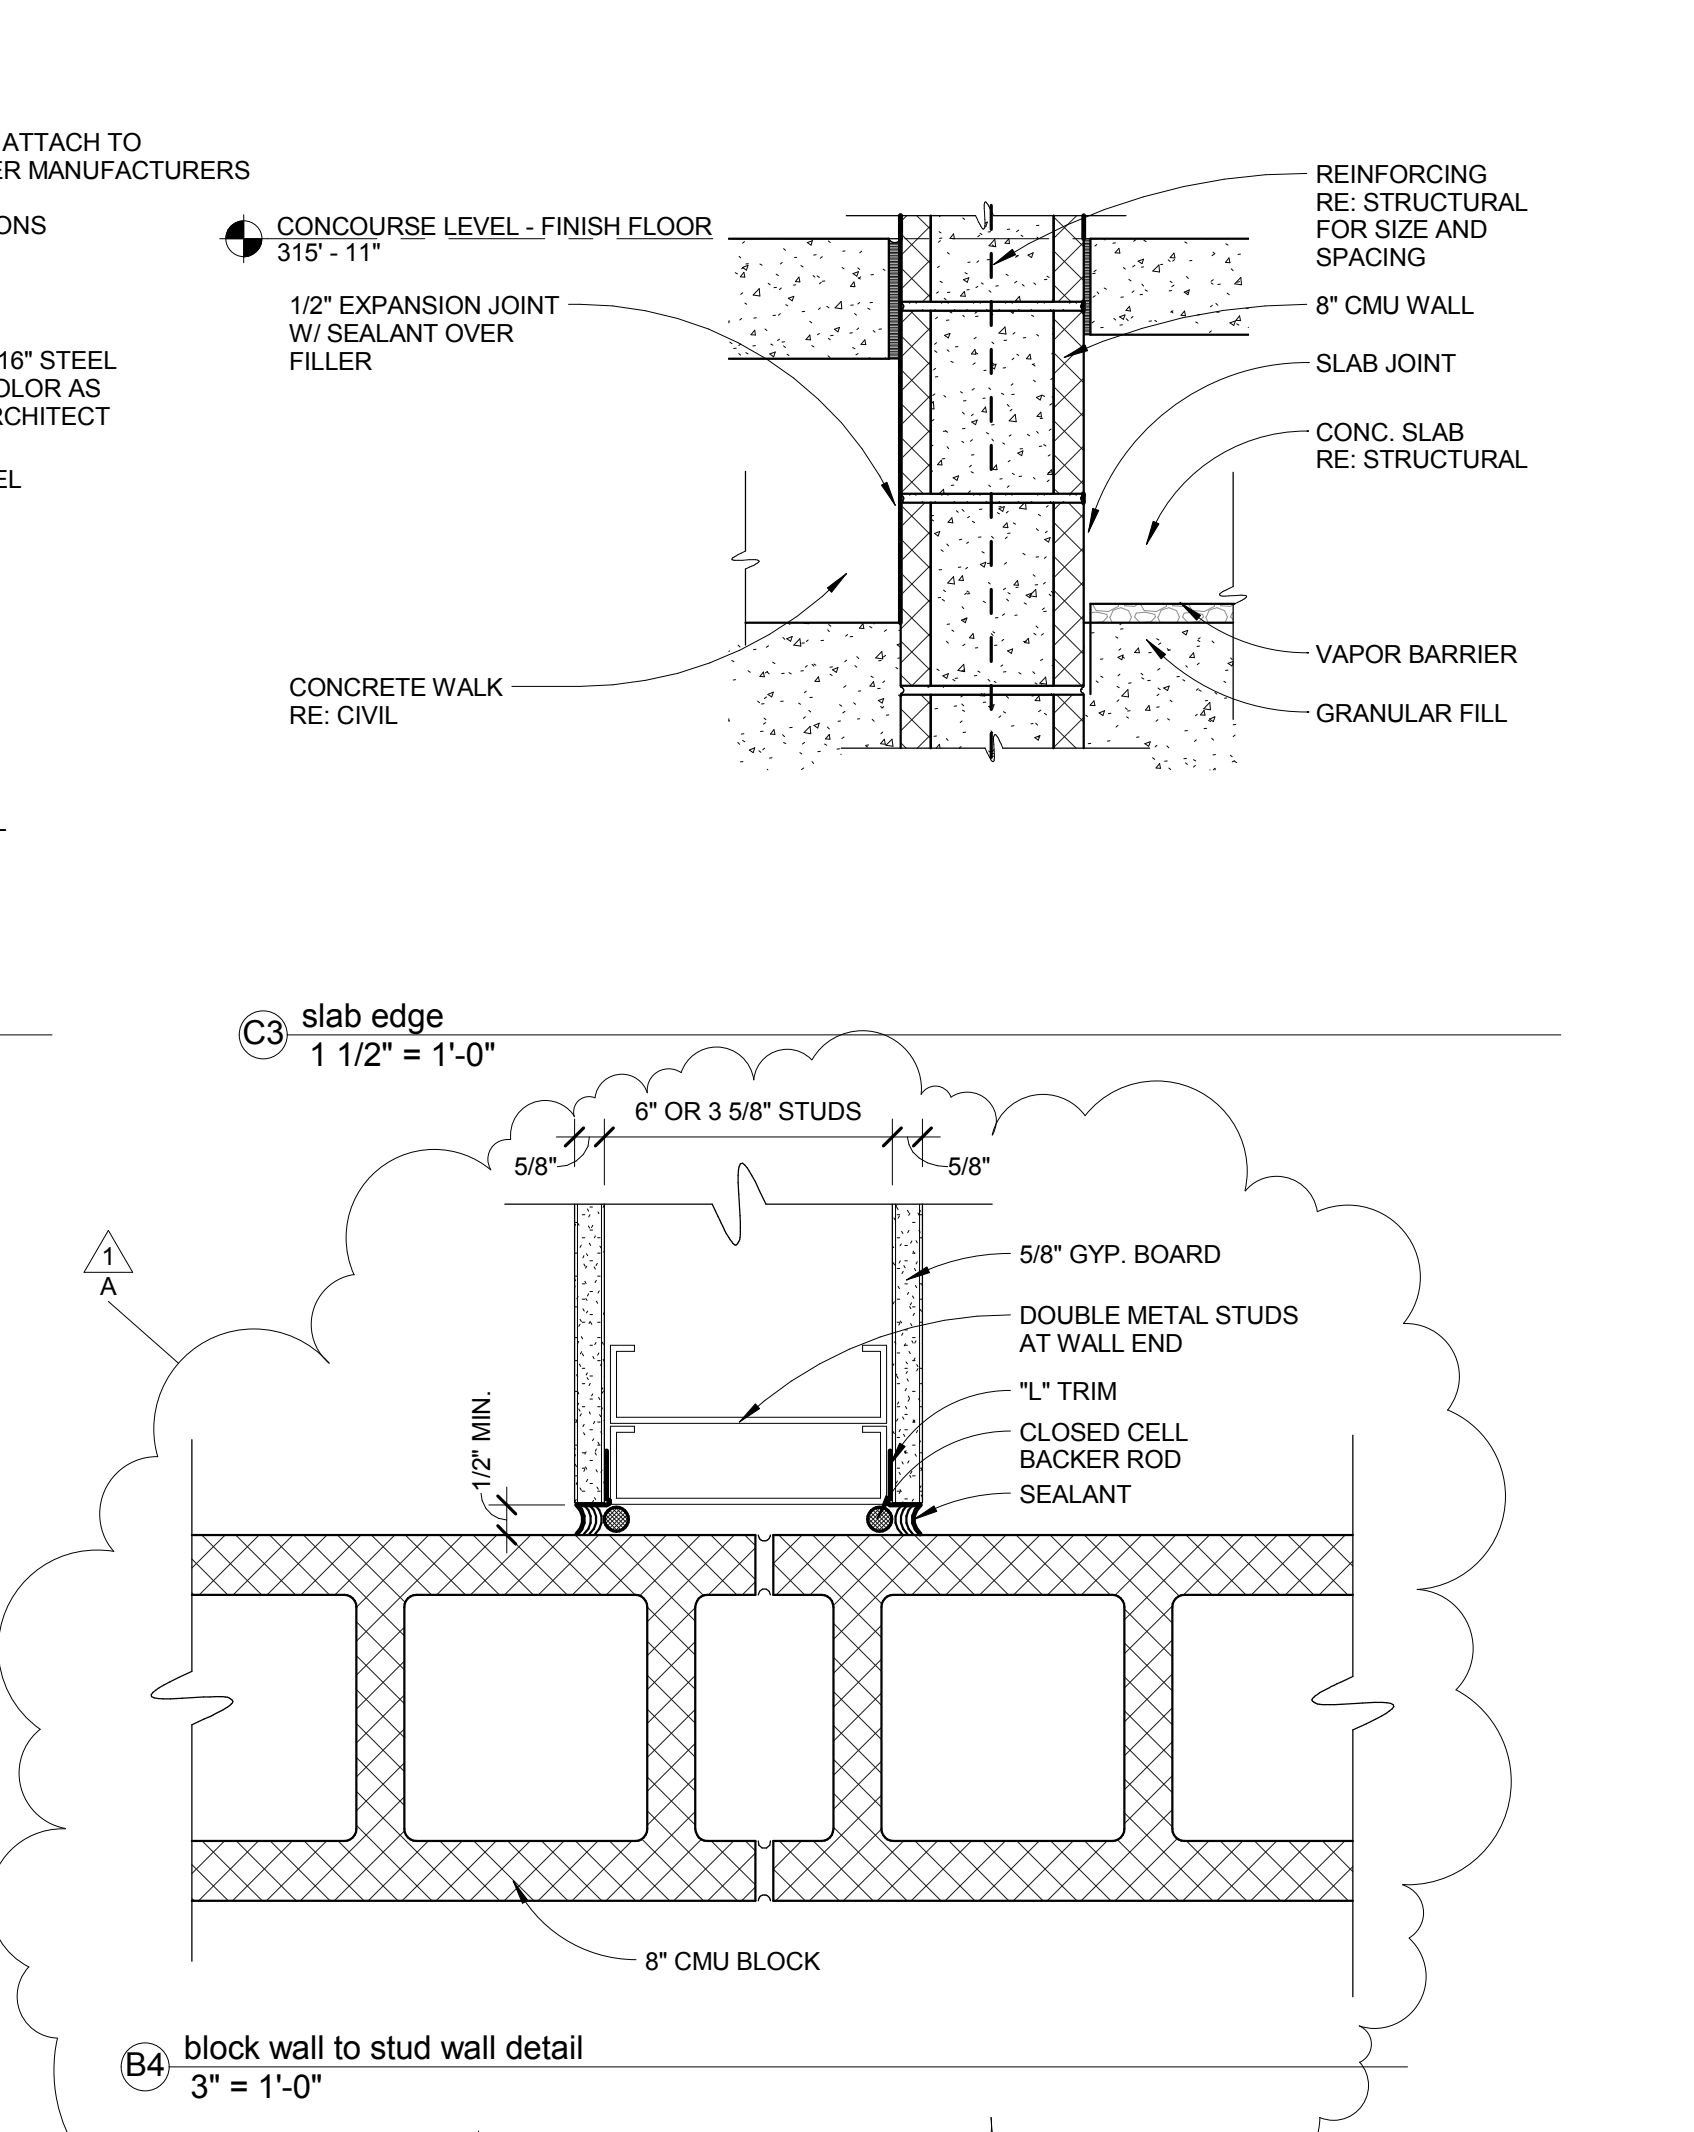 ATTACH TO
ER MANUFACTURERS
ONS
16" STEEL
OLOR AS
RCHITECT
EL
CONCOURSE LEVEL - FINISH FLOOR
315' - 11"
1/2" EXPANSION JOINT
W/ SEALANT OVER
FILLER
CONCRETE WALK
RE: CIVIL
REINFORCING
RE: STRUCTURAL
FOR SIZE AND
SPACING
8" CMU WALL
SLAB JOINT
CONC. SLAB
RE: STRUCTURAL
VAPOR BARRIER
GRANULAR FILL
C3
slab edge
1 1/2" = 1'-0"
6" OR 3 5/8" STUDS
5/8"
5/8"
1
A
5/8" GYP. BOARD
DOUBLE METAL STUDS
AT WALL END
"L" TRIM
CLOSED CELL
BACKER ROD
SEALANT
1/2" MIN.
8" CMU BLOCK
B4
block wall to stud wall detail
3" = 1'-0"